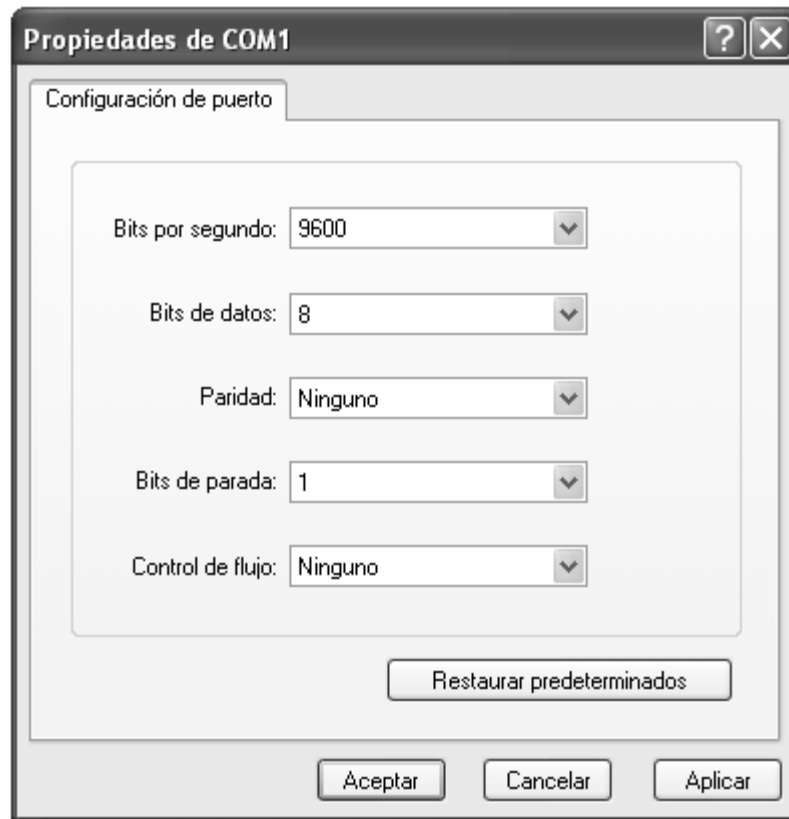 Propiedades de COM1
Configuración de puerto
Bits por segundo: 9600
Bits de datos: 8
Paridad: Ninguno
Bits de parada: 1
Control de flujo: Ninguno
Restaurar predeterminados
Aceptar Cancelar Aplicar